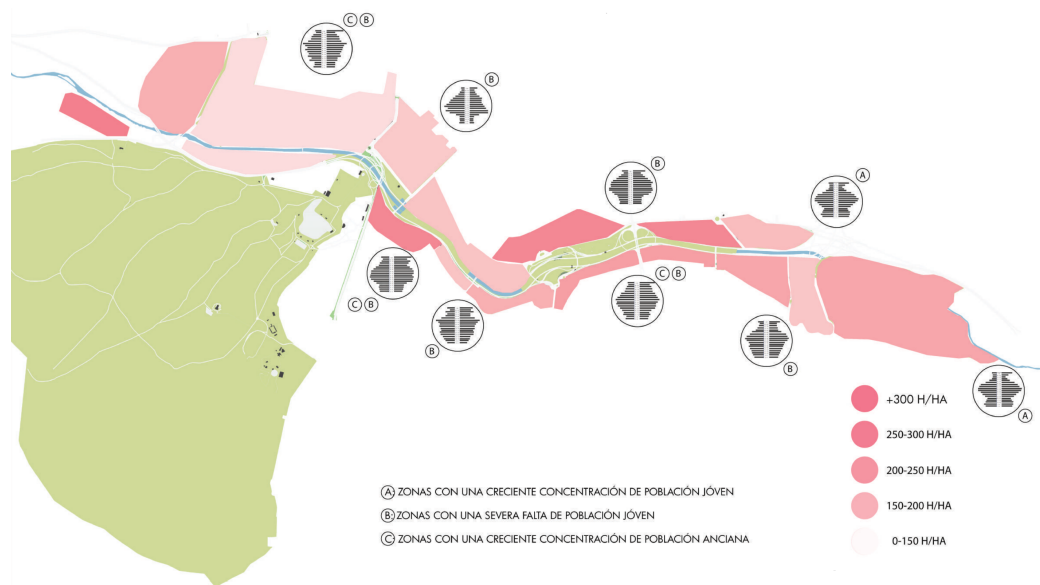 C B
B
B
A
C B
C B
B
B
A
+300 H/HA
250-300 H/HA
200-250 H/HA
150-200 H/HA
0-150 H/HA
A: ZONAS CON UNA CRECIENTE CONCENTRACIÓN DE POBLACIÓN JÓVEN
B: ZONAS CON UNA SEVERA FALTA DE POBLACIÓN JÓVEN
C: ZONAS CON UNA CRECIENTE CONCENTRACIÓN DE POBLACIÓN ANCIANA